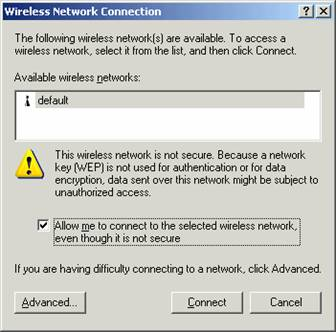 Wireless Network Connection
The following wireless network(s) are available. To access a
wireless network, select it from the list, and then click Connect.
Available wireless networks:
default
This wireless network is not secure. Because a network
key (WEP) is not used for authentication or for data
encryption, data sent over this network might be subject to
unauthorized access.
Allow me to connect to the selected wireless network,
even though it is not secure
If you are having difficulty connecting to a network, click Advanced.
Advanced... Connect Cancel